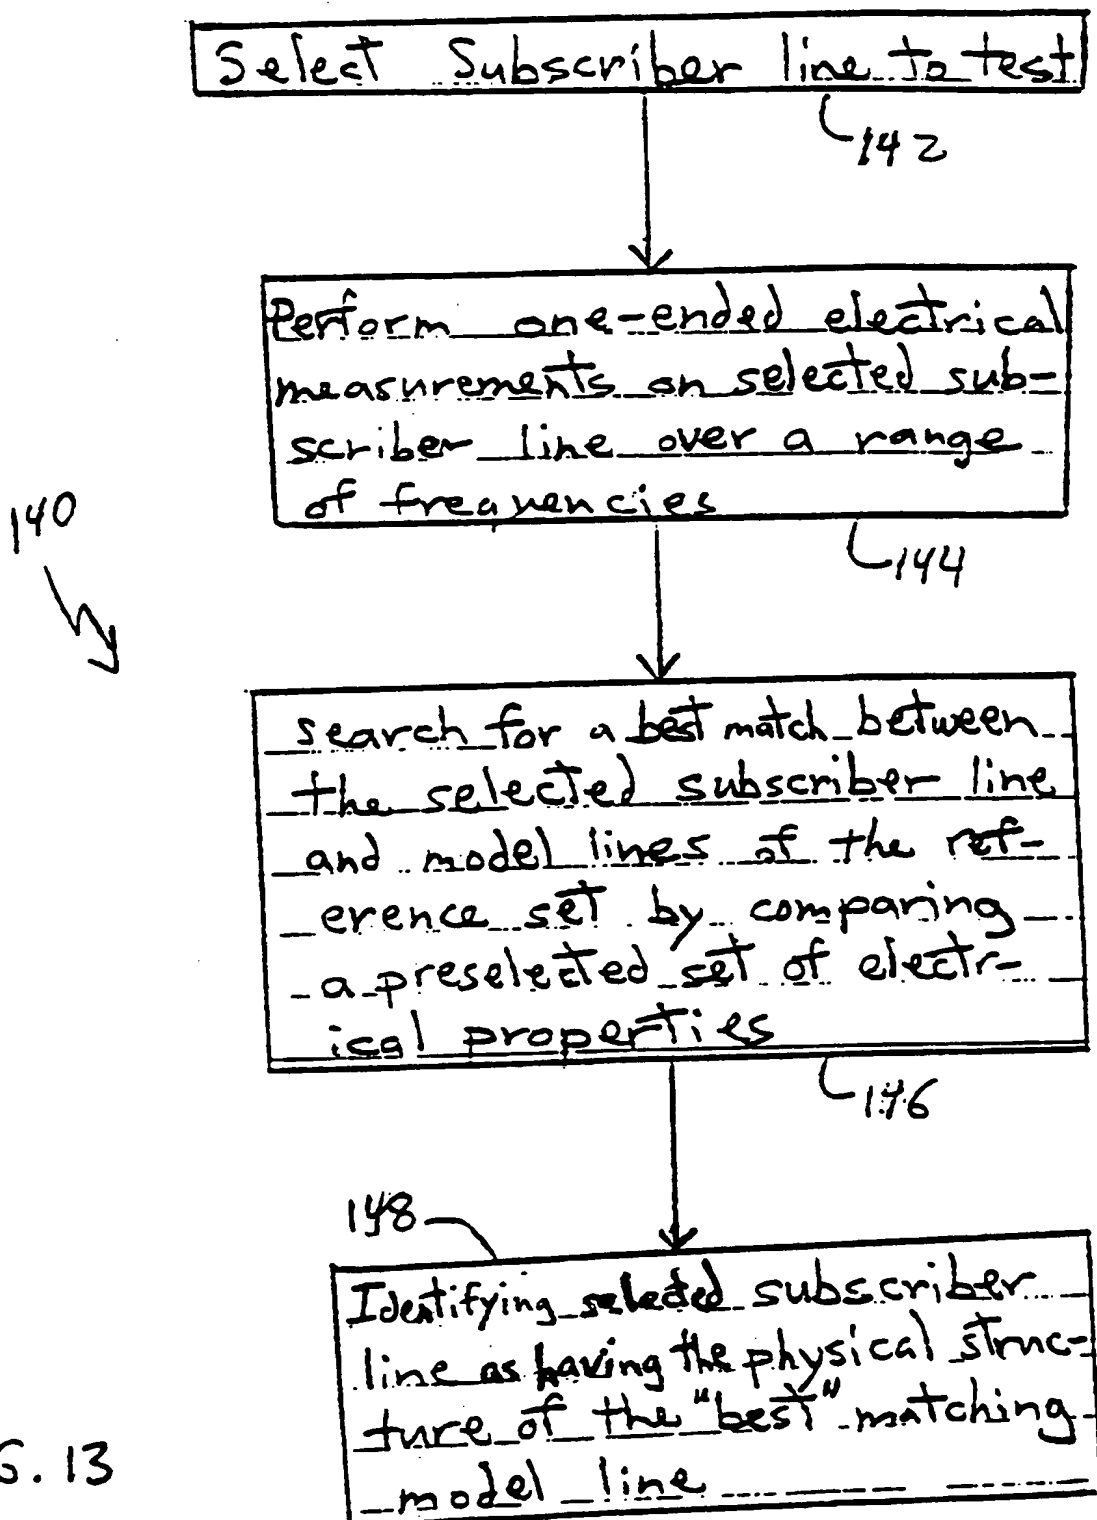 Select Subscriber line to test
142
Perform one-ended electrical
measurements on selected sub-
scriber line over a range
of frequencies
144
140
search for a best match between
the selected subscriber line
and model lines of the ref-
erence set by comparing
a preselected set of electr-
ical properties
146
148
Identifying selected subscriber
line as having the physical struc-
ture of the "best" matching
model line
G. 13